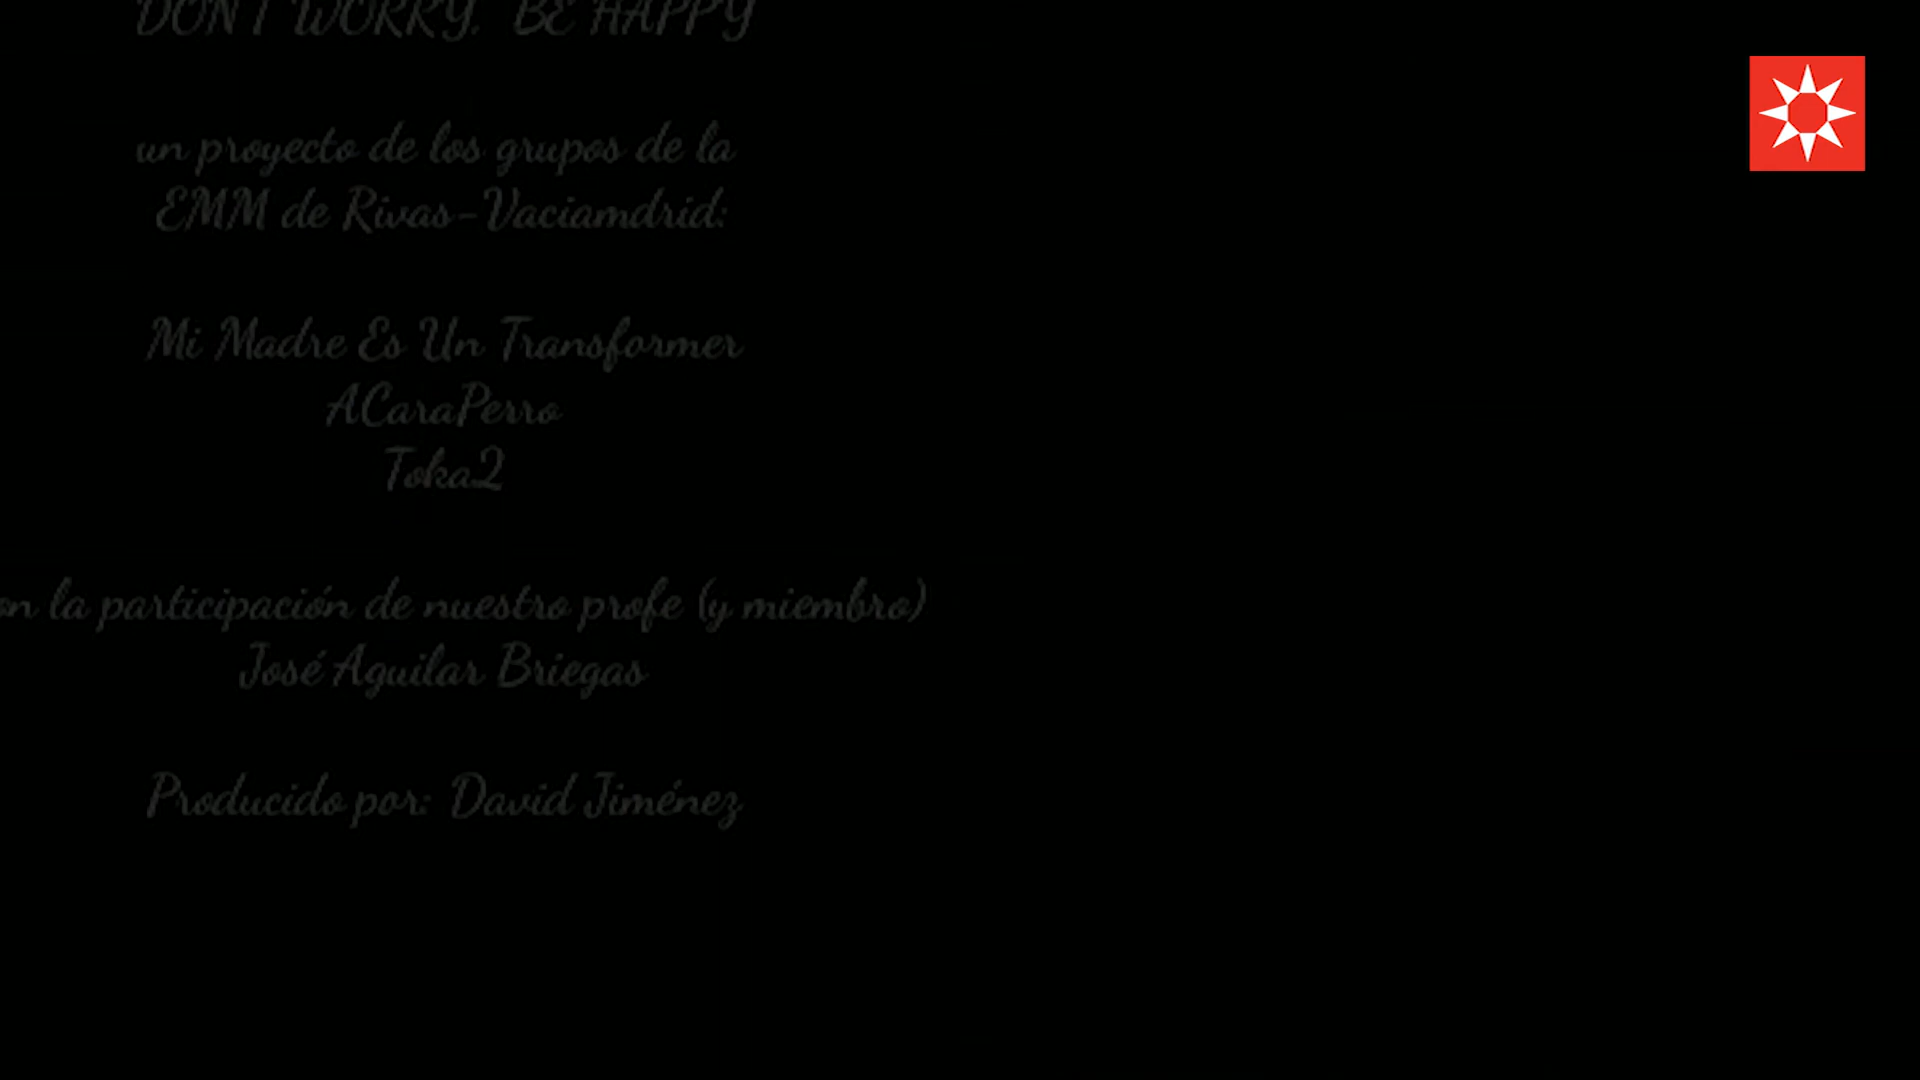 DON'T WORRY, BE HAPPY
un proyecto de los grupos de la
EMM de Rivas-Vaciamdrid:
Mi Madre Es Un Transformer
ACaraPerro
Toka2
on la participación de nuestro profe (y miembro)
José Aguilar Briegas
Producido por: David Jiménez